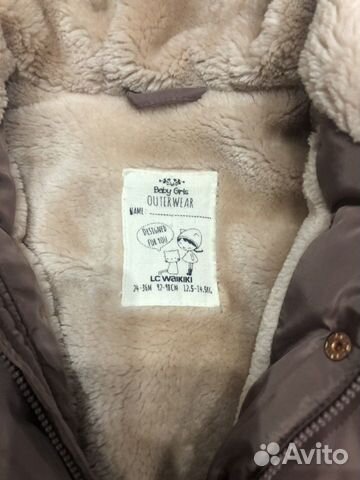 Baby Girls
OUTERWEAR
NAME:
DESIGNED
FOR YOU
LC WAIKIKI
24-36M 92-98CM 12.5-14.5KG
Avito